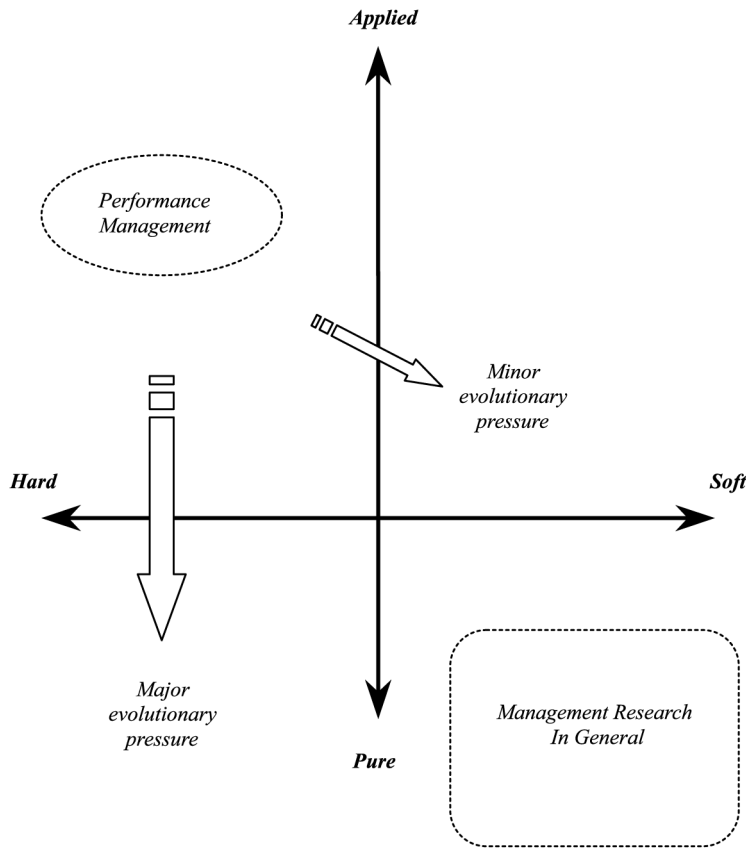 Applied
Performance
Management
Minor
evolutionary
pressure
Hard
Soft
Major
evolutionary
pressure
Management Research
In General
Pure